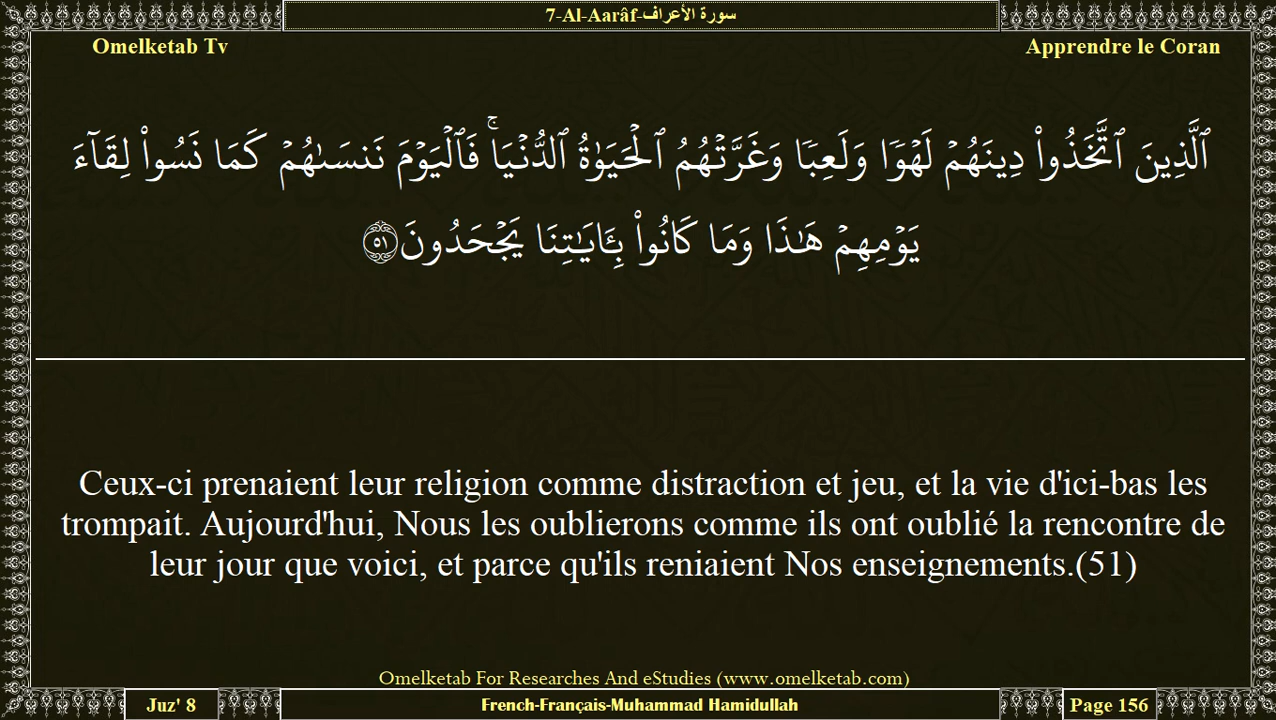 7-Al-Aarâf-سورة الأعراف
Omelketab Tv
Apprendre le Coran
ٱلَّذِينَ ٱتَّخَذُوا۟ دِينَهُمْ لَهْوًۭا وَلَعِبًۭا وَغَرَّتْهُمُ ٱلْحَيَوٰةُ ٱلدُّنْيَا ۚ فَٱلْيَوْمَ نَنسَىٰهُمْ كَمَا نَسُوا۟ لِقَآءَ
يَوْمِهِمْ هَـٰذَا وَمَا كَانُوا۟ بِـَٔايَـٰتِنَا يَجْحَدُونَ ﴿٥١﴾
Ceux-ci prenaient leur religion comme distraction et jeu, et la vie d'ici-bas les
trompait. Aujourd'hui, Nous les oublierons comme ils ont oublié la rencontre de
leur jour que voici, et parce qu'ils reniaient Nos enseignements.(51)
Omelketab For Researches And eStudies (www.omelketab.com)
Juz' 8
French-Français-Muhammad Hamidullah
Page 156